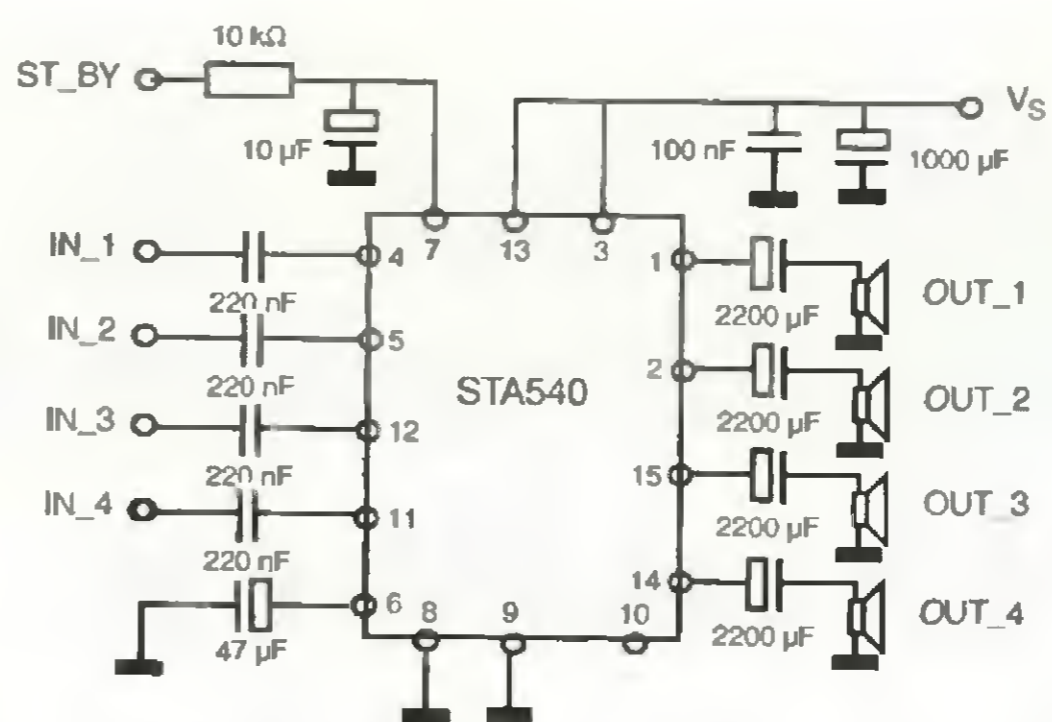 10 kΩ
ST_BY
10 µF
100 nF
1000 µF
V_S
IN_1
220 nF
IN_2
220 nF
IN_3
220 nF
IN_4
220 nF
47 µF
4
5
12
11
6
7
13
3
STA540
1
2
15
14
8
9
10
2200 µF
OUT_1
2200 µF
OUT_2
2200 µF
OUT_3
2200 µF
OUT_4